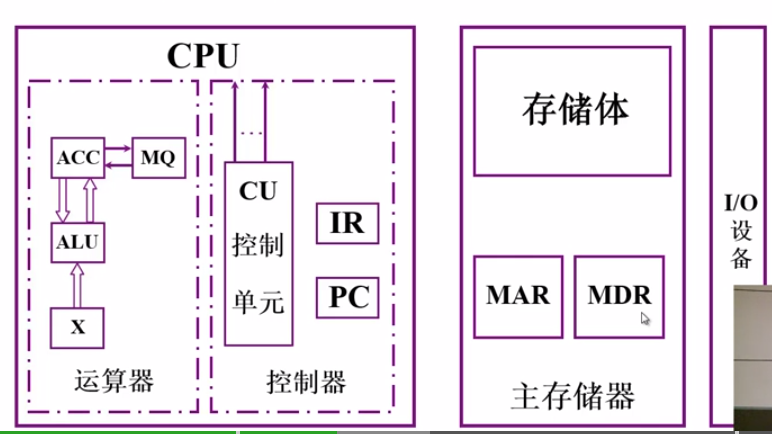 CPU
ACC
MQ
ALU
X
运算器
…
CU
控制
单元
IR
PC
控制器
存储体
MAR
MDR
主存储器
I/O
设
备